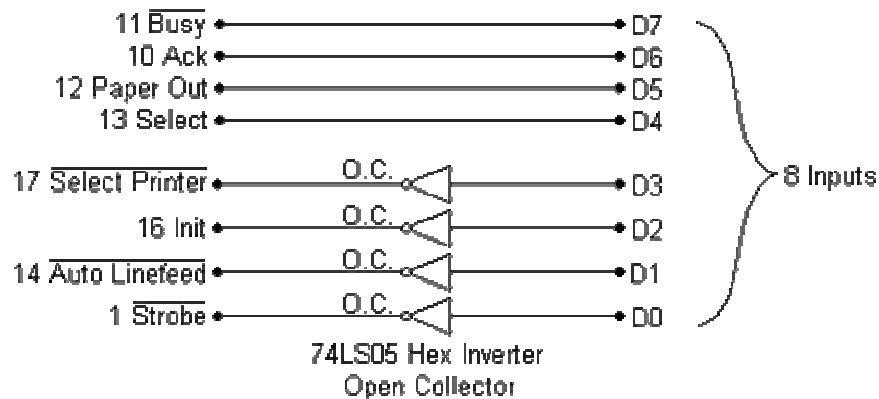 11 Busy D7
10 Ack D6
12 Paper Out D5
13 Select D4
17 Select Printer O.C. D3 8 Inputs
16 Init O.C. D2
14 Auto Linefeed O.C. D1
1 Strobe O.C. D0
74LS05 Hex Inverter
Open Collector